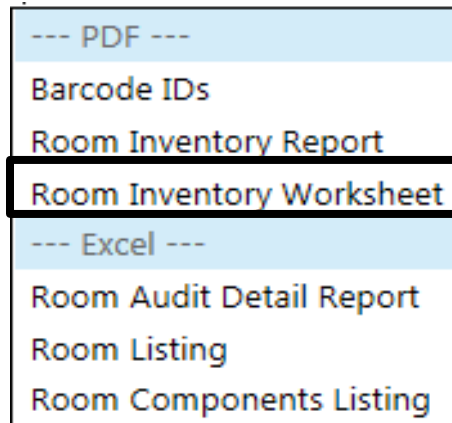 --- PDF ---
Barcode IDs
Room Inventory Report
Room Inventory Worksheet
--- Excel ---
Room Audit Detail Report
Room Listing
Room Components Listing